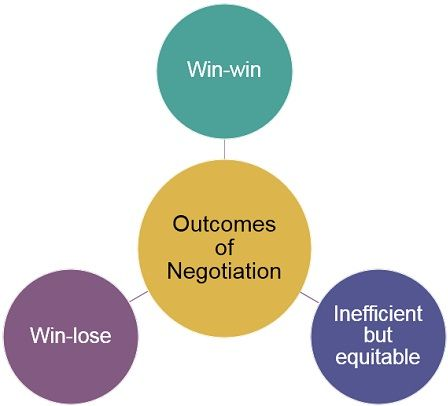 Win-win
Outcomes
of
Negotiation
Win-lose
Inefficient
but
equitable